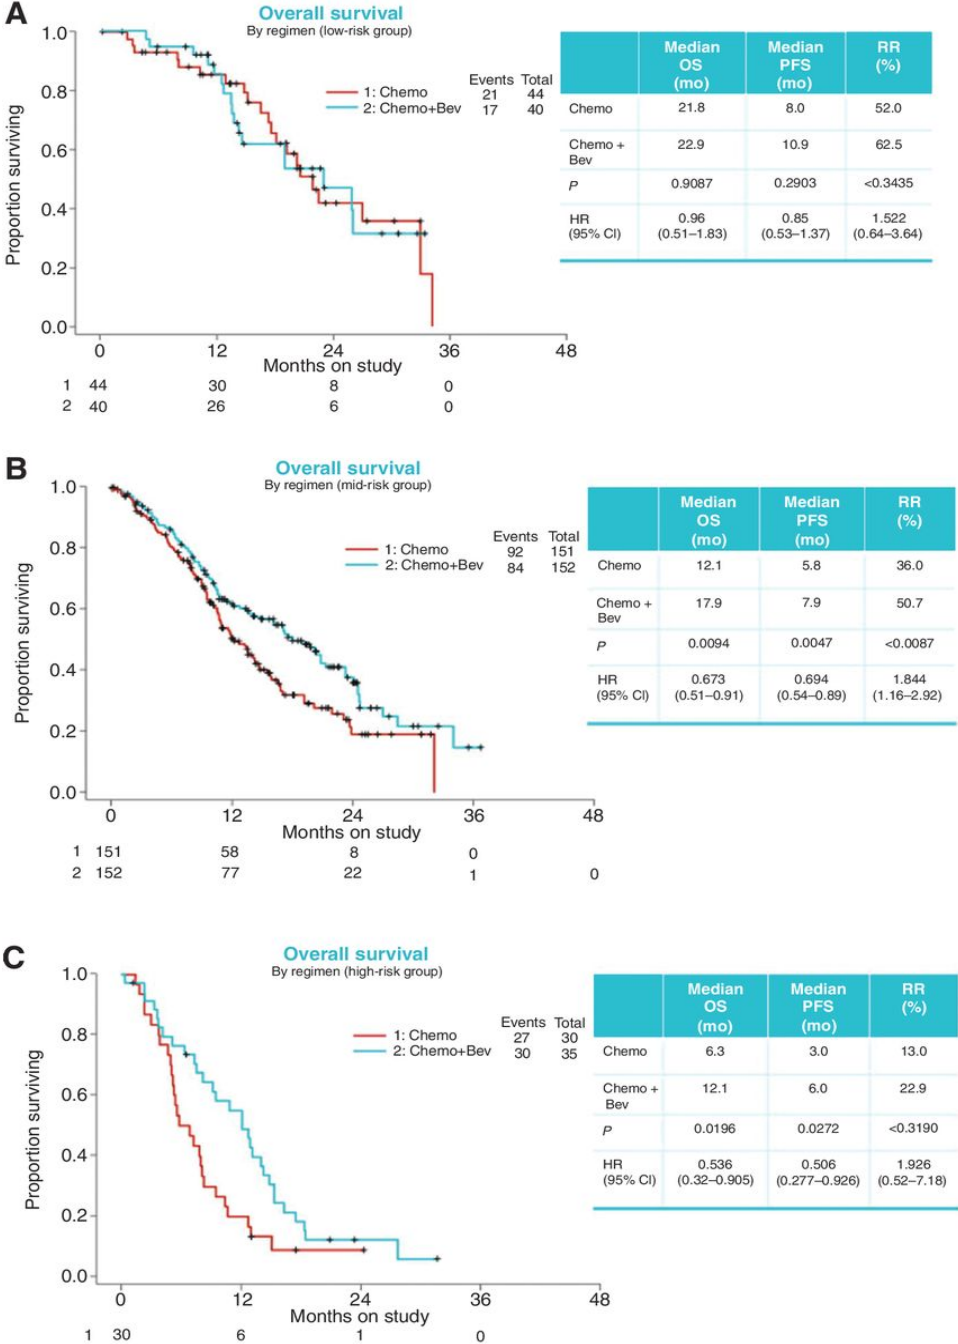 A
Overall survival
By regimen (low-risk group)
Events Total
1: Chemo 21 44
2: Chemo+Bev 17 40
Proportion surviving
1.0
0.8
0.6
0.4
0.2
0.0
0 12 24 36 48
Months on study
1 44 30 8 0
2 40 26 6 0
Median OS (mo) Median PFS (mo) RR (%)
Chemo 21.8 8.0 52.0
Chemo + Bev 22.9 10.9 62.5
P 0.9087 0.2903 <0.3435
HR (95% CI) 0.96 (0.51–1.83) 0.85 (0.53–1.37) 1.522 (0.64–3.64)
B
Overall survival
By regimen (mid-risk group)
Events Total
1: Chemo 92 151
2: Chemo+Bev 84 152
Proportion surviving
1.0
0.8
0.6
0.4
0.2
0.0
0 12 24 36 48
Months on study
1 151 58 8 0
2 152 77 22 1 0
Median OS (mo) Median PFS (mo) RR (%)
Chemo 12.1 5.8 36.0
Chemo + Bev 17.9 7.9 50.7
P 0.0094 0.0047 <0.0087
HR (95% CI) 0.673 (0.51–0.91) 0.694 (0.54–0.89) 1.844 (1.16–2.92)
C
Overall survival
By regimen (high-risk group)
Events Total
1: Chemo 27 30
2: Chemo+Bev 30 35
Proportion surviving
1.0
0.8
0.6
0.4
0.2
0.0
0 12 24 36 48
Months on study
1 30 6 1 0
Median OS (mo) Median PFS (mo) RR (%)
Chemo 6.3 3.0 13.0
Chemo + Bev 12.1 6.0 22.9
P 0.0196 0.0272 <0.3190
HR (95% CI) 0.536 (0.32–0.905) 0.506 (0.277–0.926) 1.926 (0.52–7.18)